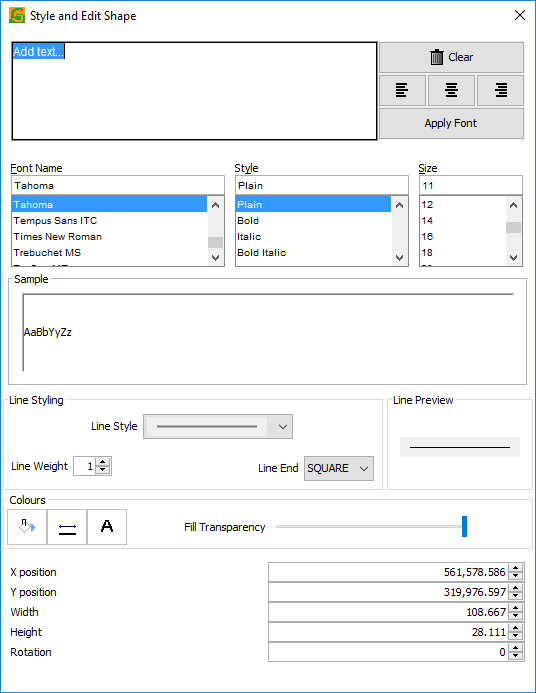 Style and Edit Shape
Add text...
Clear
Apply Font
Font Name
Style
Size
Tahoma
Plain
11
Tahoma
Plain
12
Tempus Sans ITC
Bold
14
Times New Roman
Italic
16
Trebuchet MS
Bold Italic
18
Sample
AaBbYyZz
Line Styling
Line Preview
Line Style
Line Weight
1
Line End
SQUARE
Colours
A
Fill Transparency
X position
561,578.586
Y position
319,976.597
Width
108.667
Height
28.111
Rotation
0